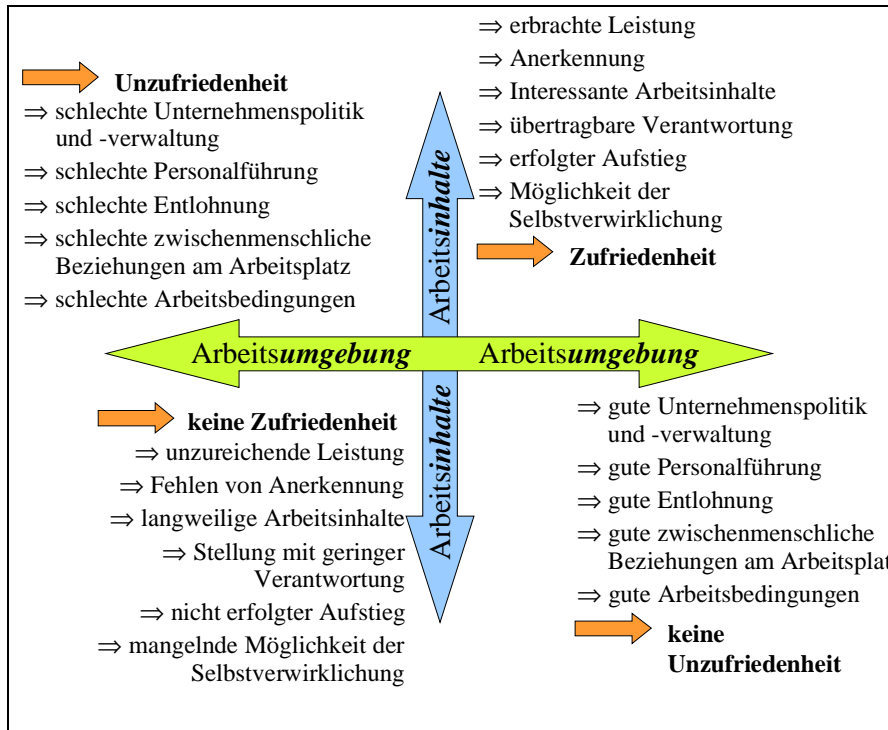 Unzufriedenheit
⇒ schlechte Unternehmenspolitik
und -verwaltung
⇒ schlechte Personalführung
⇒ schlechte Entlohnung
⇒ schlechte zwischenmenschliche
Beziehungen am Arbeitsplatz
⇒ schlechte Arbeitsbedingungen
⇒ erbrachte Leistung
⇒ Anerkennung
⇒ Interessante Arbeitsinhalte
⇒ übertragbare Verantwortung
⇒ erfolgter Aufstieg
⇒ Möglichkeit der
Selbstverwirklichung
Zufriedenheit
Arbeitsinhalte
Arbeitsumgebung
Arbeitsumgebung
Arbeitsinhalte
keine Zufriedenheit
⇒ unzureichende Leistung
⇒ Fehlen von Anerkennung
⇒ langweilige Arbeitsinhalte
⇒ Stellung mit geringer
Verantwortung
⇒ nicht erfolgter Aufstieg
⇒ mangelnde Möglichkeit der
Selbstverwirklichung
⇒ gute Unternehmenspolitik
und -verwaltung
⇒ gute Personalführung
⇒ gute Entlohnung
⇒ gute zwischenmenschliche
Beziehungen am Arbeitsplat
⇒ gute Arbeitsbedingungen
keine
Unzufriedenheit